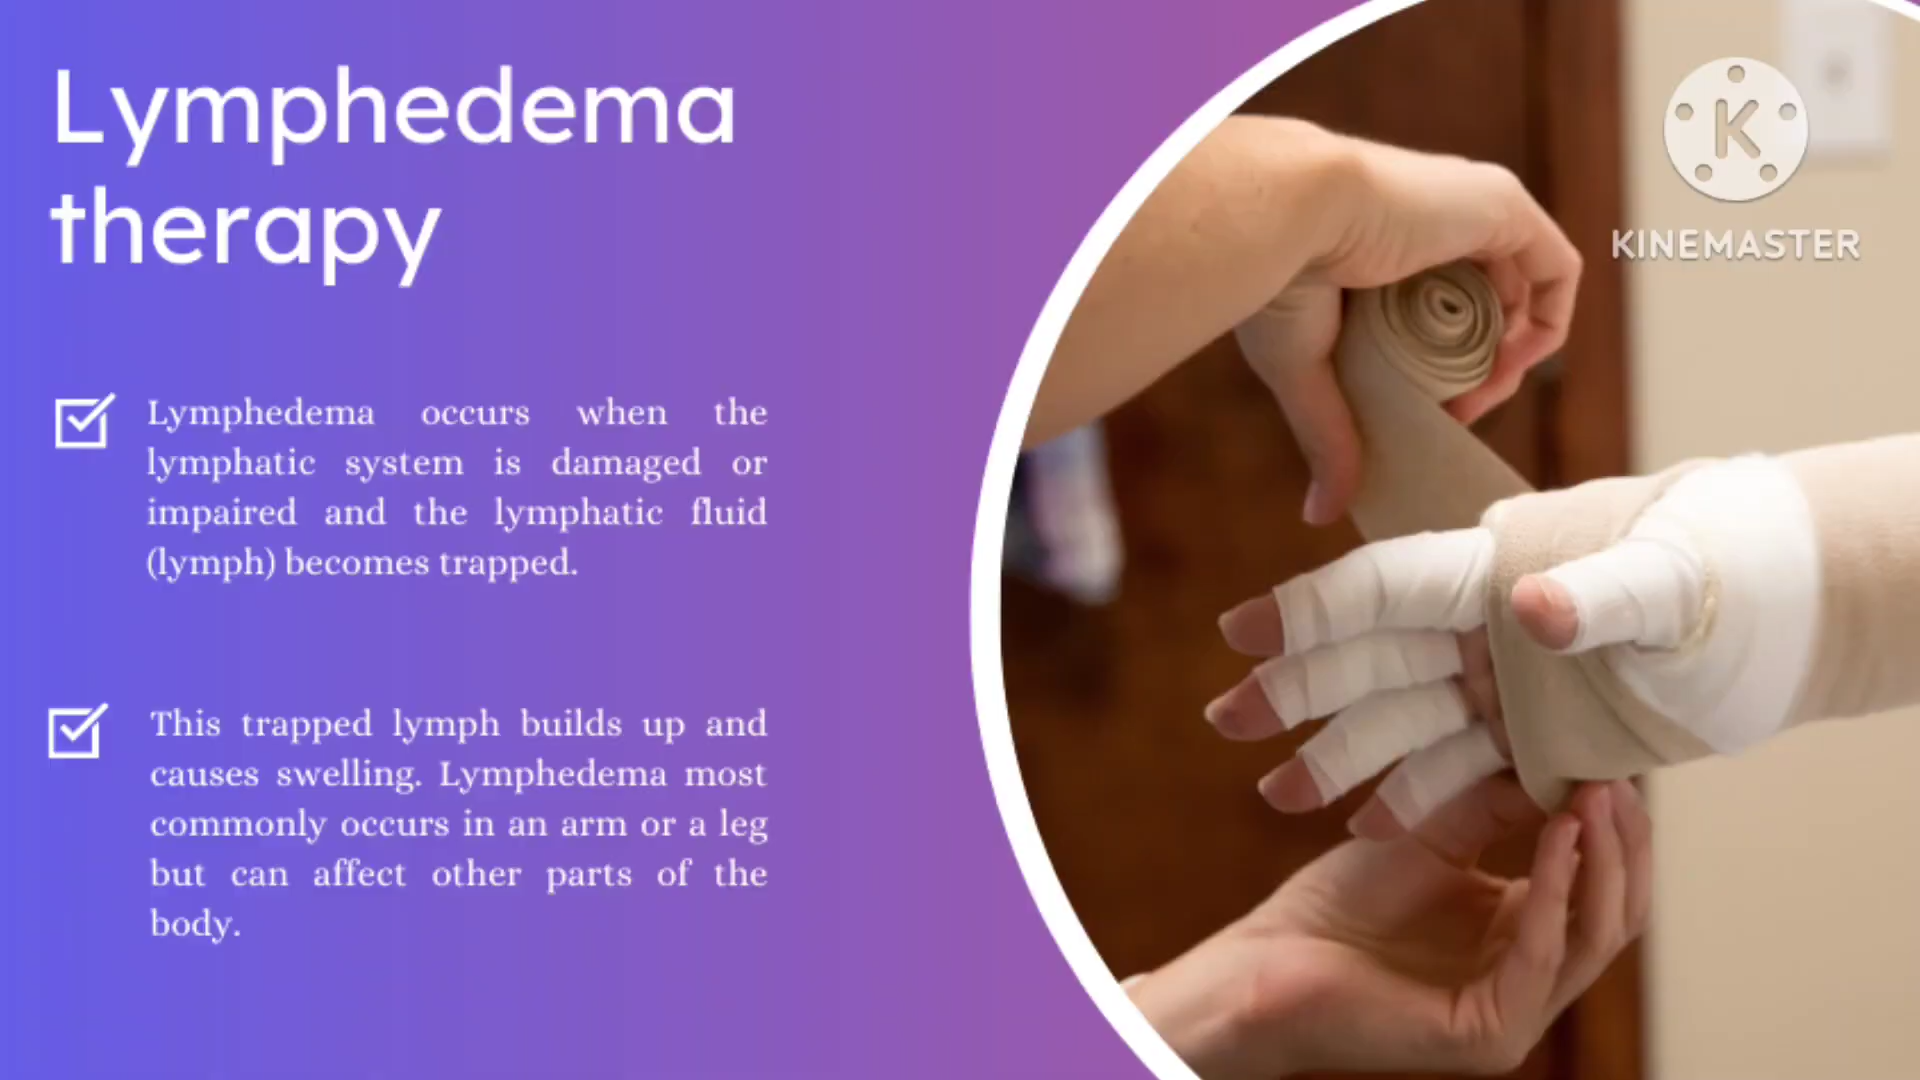 Lymphedema
therapy
K
KINEMASTER
Lymphedema occurs when the
lymphatic system is damaged or
impaired and the lymphatic fluid
(lymph) becomes trapped.
This trapped lymph builds up and
causes swelling. Lymphedema most
commonly occurs in an arm or a leg
but can affect other parts of the
body.